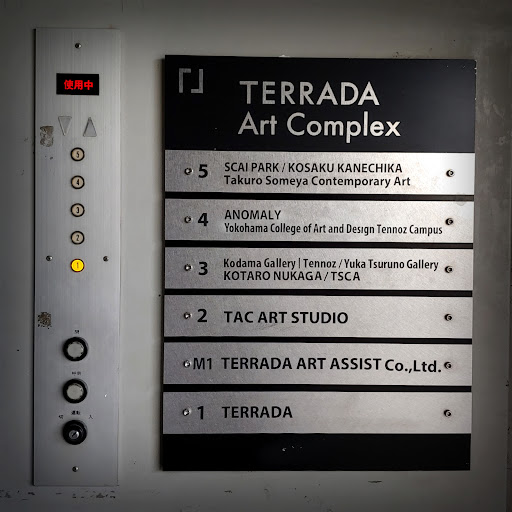 使用中
5
4
3
2
1
TERRADA
Art Complex
5 SCAI PARK / KOSAKU KANECHIKA
Takuro Someya Contemporary Art
4 ANOMALY
Yokohama College of Art and Design Tennoz Campus
3 Kodama Gallery | Tennoz / Yuka Tsuruno Gallery
KOTARO NUKAGA / TSCA
2 TAC ART STUDIO
M1 TERRADA ART ASSIST Co.,Ltd.
1 TERRADA